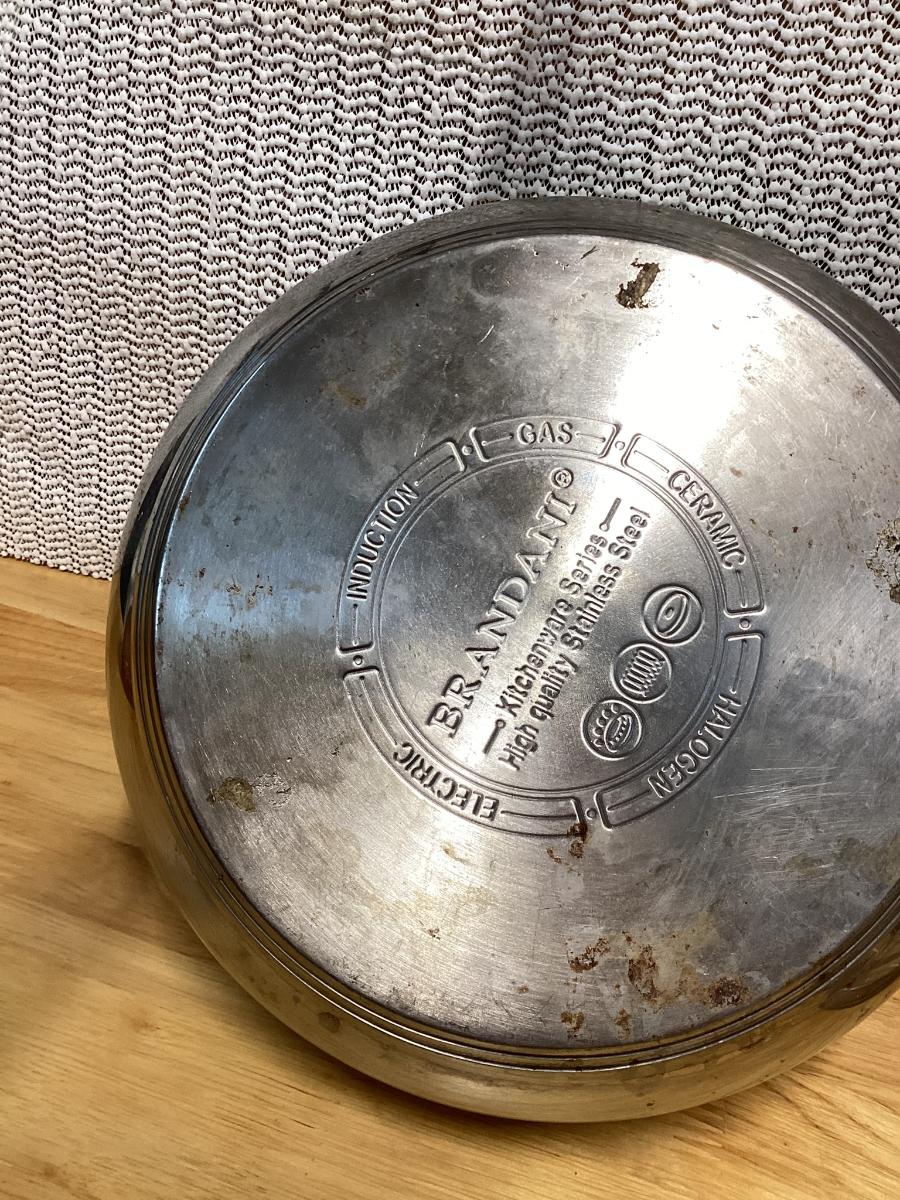 GAS
CERAMIC
HALOGEN
ELECTRIC
INDUCTION
BRANDANI®
Kitchenware Series
High quality Stainless Steel